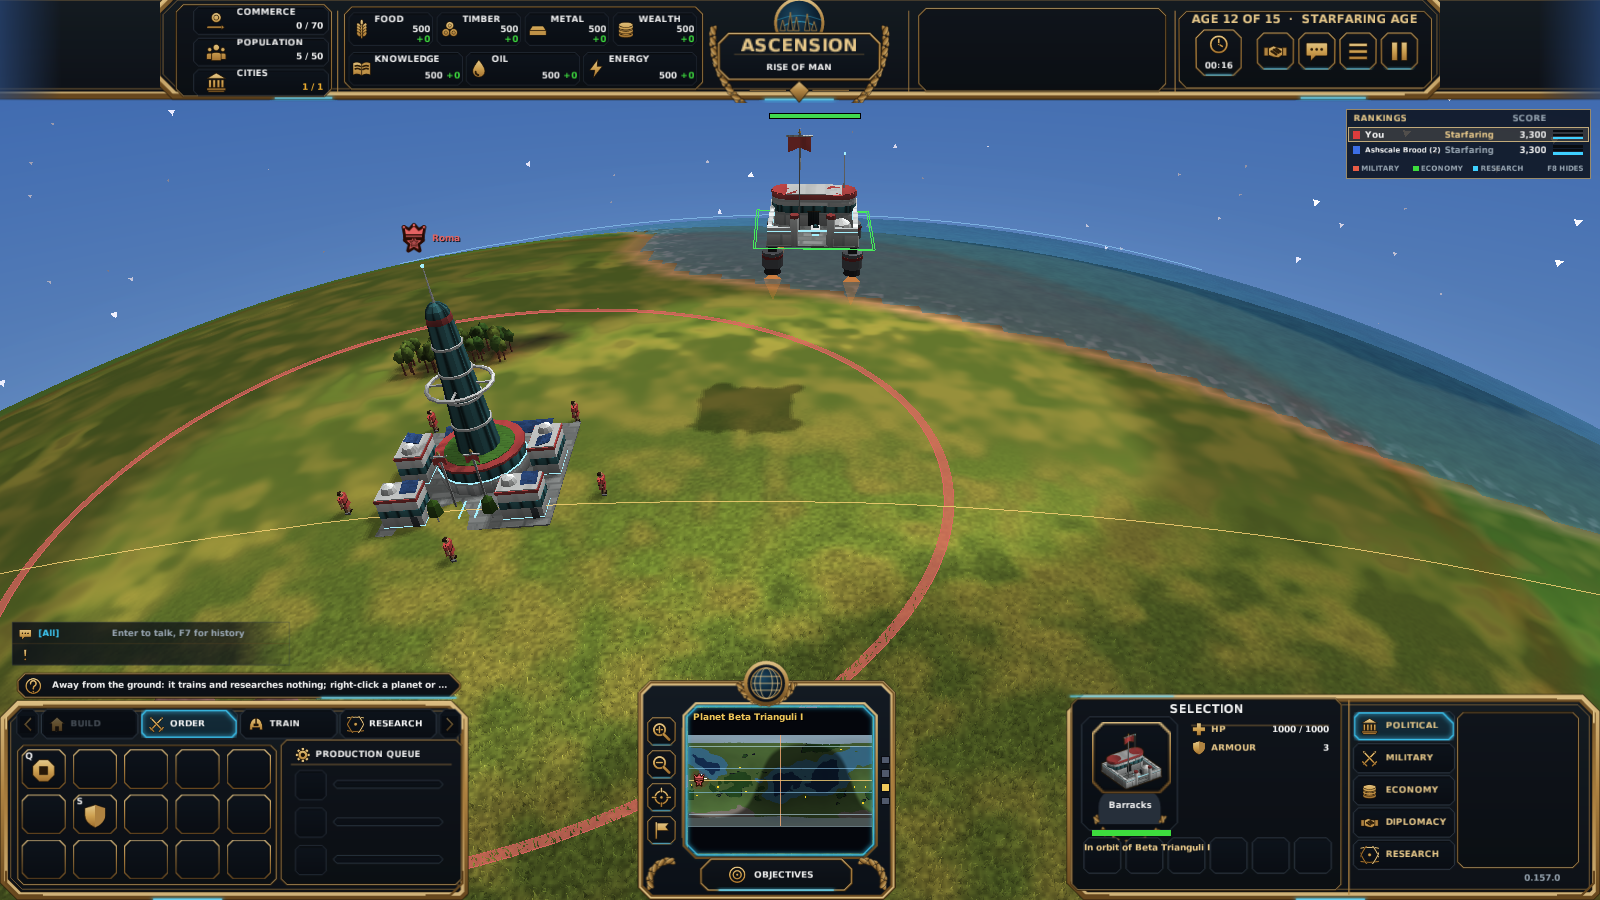 COMMERCE
0 / 70
POPULATION
5 / 50
CITIES
1 / 1
FOOD
500
+0
TIMBER
500
+0
METAL
500
+0
WEALTH
500
+0
KNOWLEDGE
500 +0
OIL
500 +0
ENERGY
500 +0
ASCENSION
RISE OF MAN
AGE 12 OF 15 · STARFARING AGE
00:16
RANKINGS SCORE
You Starfaring 3,300
Ashscale Brood (2) Starfaring 3,300
MILITARY ECONOMY RESEARCH F8 HIDES
Roma
[All] Enter to talk, F7 for history
!
Away from the ground: it trains and researches nothing; right-click a planet or ...
BUILD
ORDER
TRAIN
RESEARCH
Q
S
PRODUCTION QUEUE
Planet Beta Trianguli I
OBJECTIVES
SELECTION
HP 1000 / 1000
ARMOUR 3
Barracks
In orbit of Beta Trianguli I
POLITICAL
MILITARY
ECONOMY
DIPLOMACY
RESEARCH
0.157.0